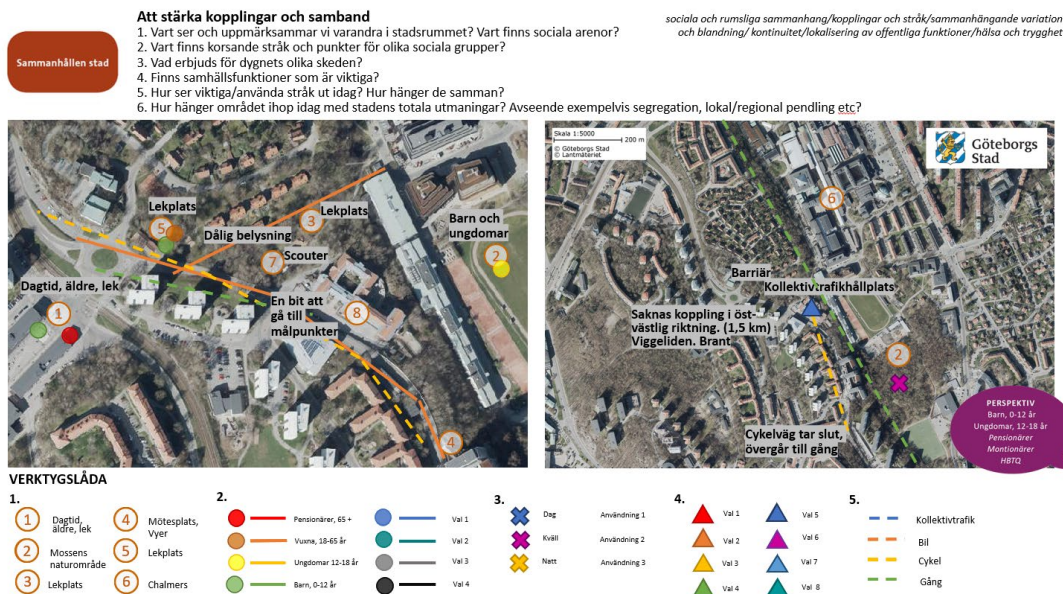 Att stärka kopplingar och samband
1. Vart ser och uppmärksammar vi varandra i stadsrummet? Vart finns sociala arenor?
2. Vart finns korsande stråk och punkter för olika sociala grupper?
3. Vad erbjuds för dygnets olika skeden?
4. Finns samhällsfunktioner som är viktiga?
5. Hur ser viktiga/använda stråk ut idag? Hur hänger de samman?
6. Hur hänger området ihop idag med stadens totala utmaningar? Avseende exempelvis segregation, lokal/regional pendling etc?
sociala och rumsliga sammanhang/kopplingar och stråk/sammanhängande variation
och blandning/ kontinuitet/lokalisering av offentliga funktioner/hälsa och trygghet
Sammanhållen stad
Lekplats
5
Dålig belysning
3
Lekplats
7
Scouter
Barn och
ungdomar
2
Dagtid, äldre, lek
1
En bit att
gå till
målpunkter
8
4
Skala 1:5000
200 m
© Göteborgs Stad
© Lantmäteriet
Göteborgs
Stad
6
Barriär
Kollektivtrafikhållplats
Saknas koppling i öst-
västlig riktning. (1,5 km)
Viggeliden. Brant.
2
Cykelväg tar slut,
övergår till gång
PERSPEKTIV
Barn, 0-12 år
Ungdomar, 12-18 år
Pensionärer
Montionärer
HBTQ
VERKTYGSLÅDA
1.
1 Dagtid,
äldre, lek
2 Mossens
naturområde
3 Lekplats
4 Mötesplats,
Vyer
5 Lekplats
6 Chalmers
2.
Pensionärer, 65 +
Vuxna, 18-65 år
Ungdomar 12-18 år
Barn, 0-12 år
Val 1
Val 2
Val 3
Val 4
3.
Dag Användning 1
Kväll Användning 2
Natt Användning 3
4.
Val 1
Val 2
Val 3
Val 4
Val 5
Val 6
Val 7
Val 8
5.
Kollektivtrafik
Bil
Cykel
Gång